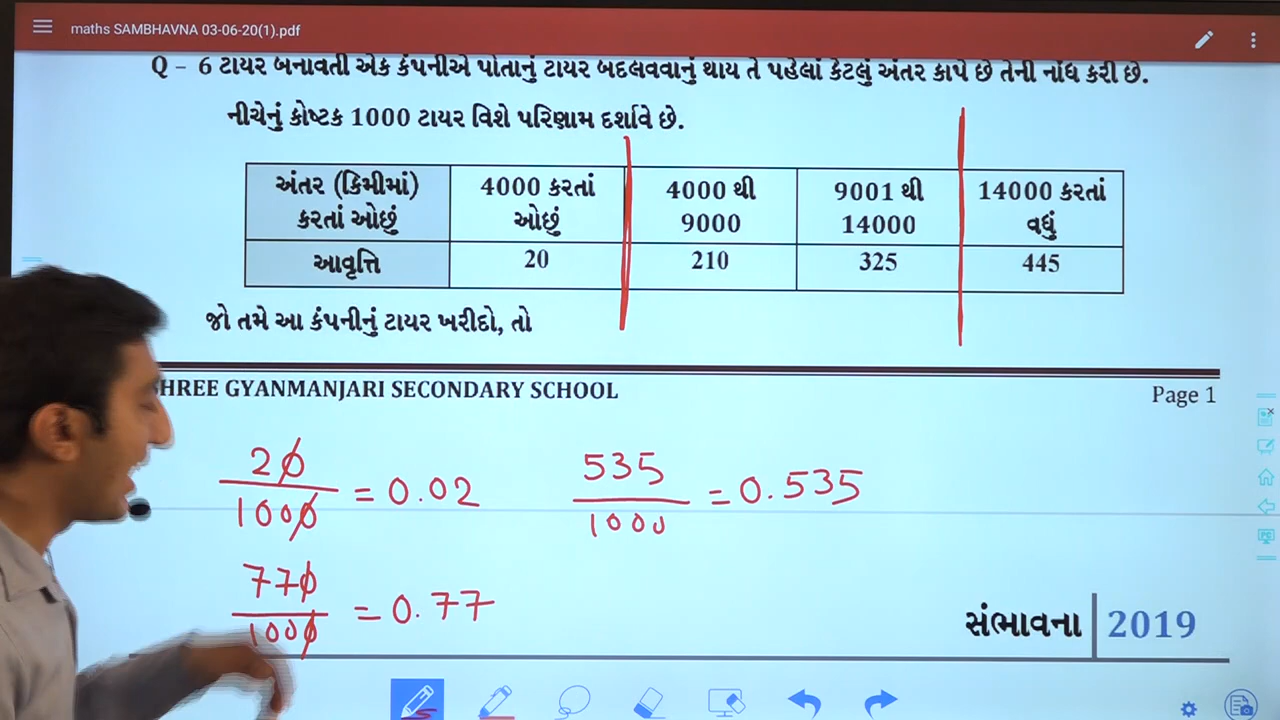 maths SAMBHAVNA 03-06-20(1).pdf
Q – 6 ટાયર બનાવતી એક કંપનીએ પોતાનું ટાયર બદલવવાનું થાય તે પહેલાં કેટલું અંતર કાપે છે તેની નોંધ કરી છે.
નીચેનું કોષ્ટક 1000 ટાયર વિશે પરિણામ દર્શાવે છે.
અંતર (કિમીમાં) 4000 કરતાં 4000 થી 9001 થી 14000 કરતાં
કરતાં ઓછું ઓછું 9000 14000 વધું
આવૃત્તિ 20 210 325 445
જો તમે આ કંપનીનું ટાયર ખરીદો, તો
SHREE GYANMANJARI SECONDARY SCHOOL Page 1
20/1000 = 0.02 535/1000 = 0.535
770/1000 = 0.77
સંભાવના 2019